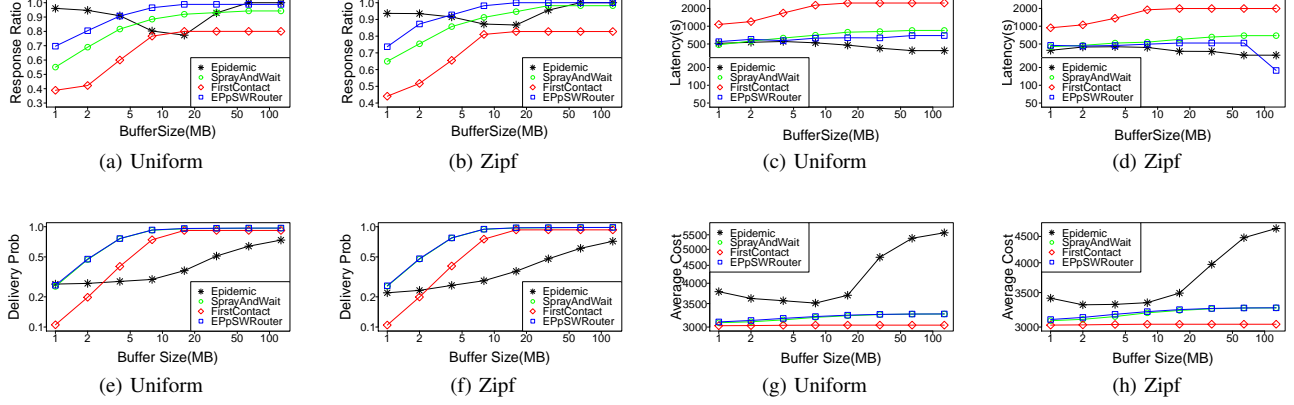 Response Ratio
1.0
0.9
0.8
0.7
0.6
0.5
0.4
0.3
Epidemic
SprayAndWait
FirstContact
EPpSWRouter
1 2 5 10 20 50 100
BufferSize(MB)
(a) Uniform
Response Ratio
1.0
0.9
0.8
0.7
0.6
0.5
0.4
Epidemic
SprayAndWait
FirstContact
EPpSWRouter
1 2 5 10 20 50 100
BufferSize(MB)
(b) Zipf
Latency(s)
2000
1000
500
200
100
50
Epidemic
SprayAndWait
FirstContact
EPpSWRouter
1 2 5 10 20 50 100
BufferSize(MB)
(c) Uniform
Latency(s)
2000
1000
500
200
100
50
Epidemic
SprayAndWait
FirstContact
EPpSWRouter
1 2 5 10 20 50 100
BufferSize(MB)
(d) Zipf
Delivery Prob
1.0
0.5
0.2
0.1
Epidemic
SprayAndWait
FirstContact
EPpSWRouter
1 2 5 10 20 50 100
Buffer Size(MB)
(e) Uniform
Delivery Prob
1.0
0.5
0.2
0.1
Epidemic
SprayAndWait
FirstContact
EPpSWRouter
1 2 5 10 20 50 100
Buffer Size(MB)
(f) Zipf
Average Cost
5500
5000
4500
4000
3500
3000
Epidemic
SprayAndWait
FirstContact
EPpSWRouter
1 2 5 10 20 50 100
Buffer Size(MB)
(g) Uniform
Average Cost
4500
4000
3500
3000
Epidemic
SprayAndWait
FirstContact
EPpSWRouter
1 2 5 10 20 50 100
Buffer Size(MB)
(h) Zipf